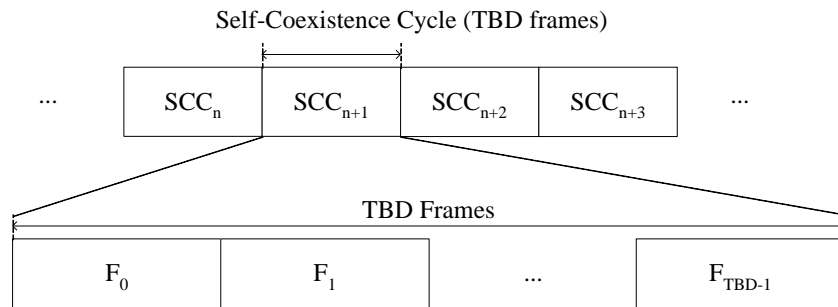 Self-Coexistence Cycle (TBD frames)
... SCCn SCCn+1 SCCn+2 SCCn+3 ...
TBD Frames
F0 F1 ... FTBD-1